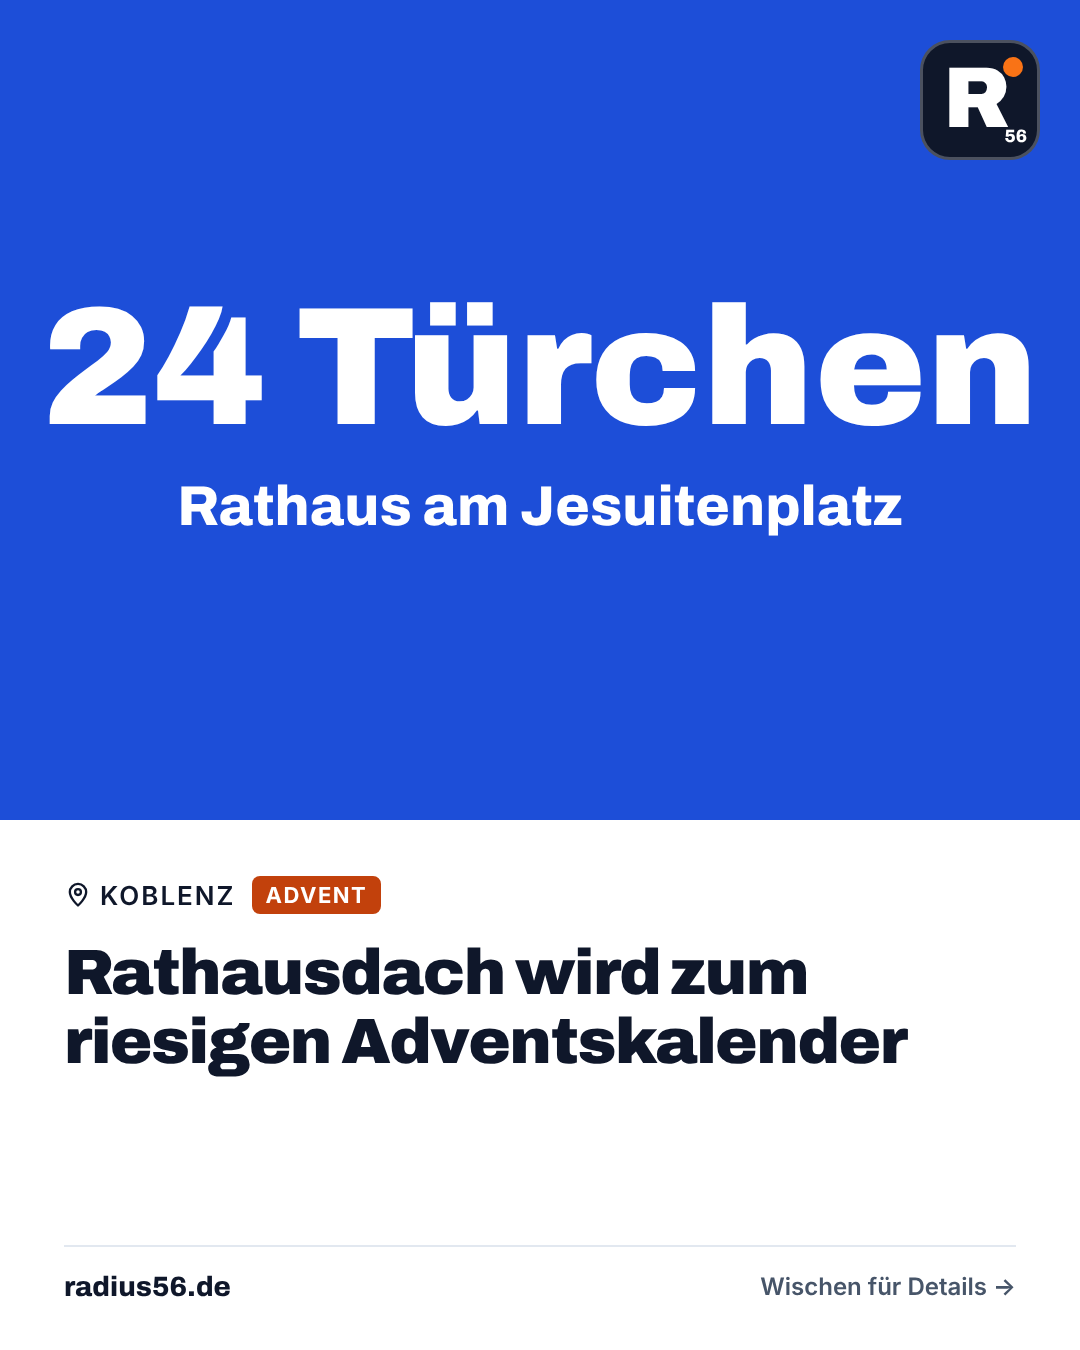 R
56
24 Türchen
Rathaus am Jesuitenplatz
KOBLENZ ADVENT
Rathausdach wird zum
riesigen Adventskalender
radius56.de
Wischen für Details →